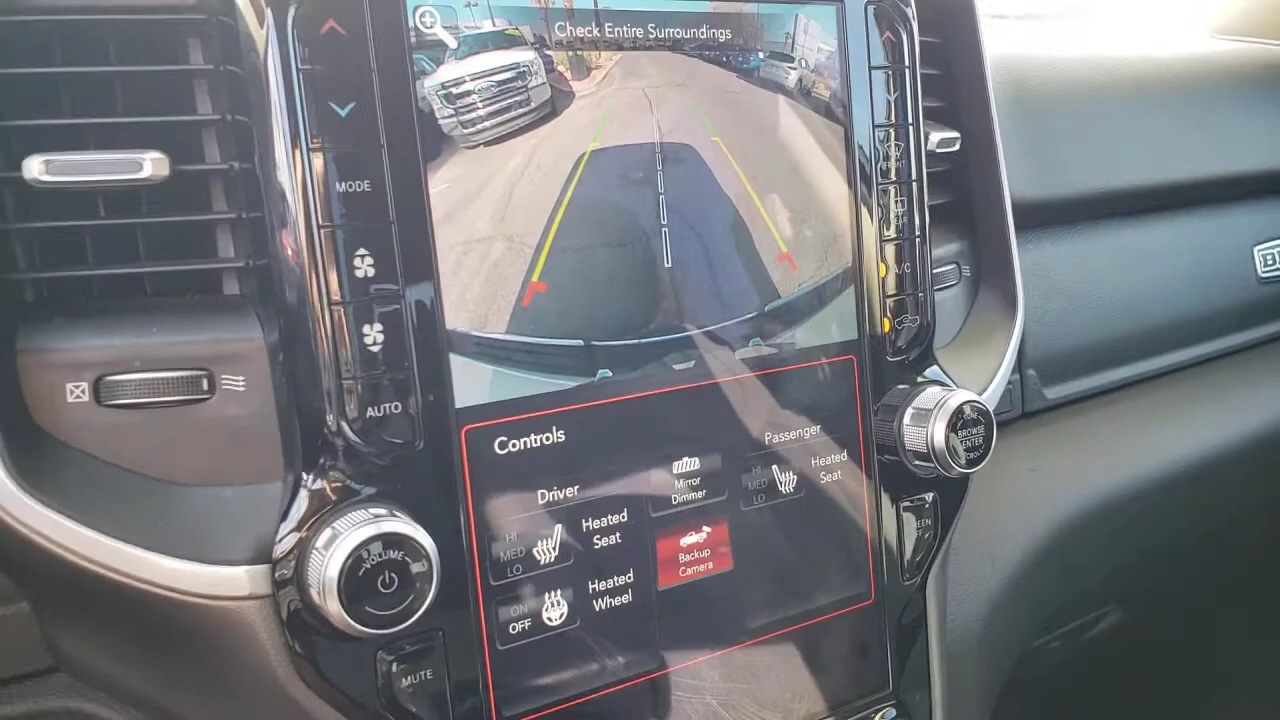 Check Entire Surroundings
MODE
FRONT
A/C
AUTO
Controls
Driver
HI
MED
LO
Heated
Seat
ON
OFF
Heated
Wheel
Mirror
Dimmer
Backup
Camera
Passenger
HI
MED
LO
Heated
Seat
VOLUME
MUTE
BROWSE
ENTER